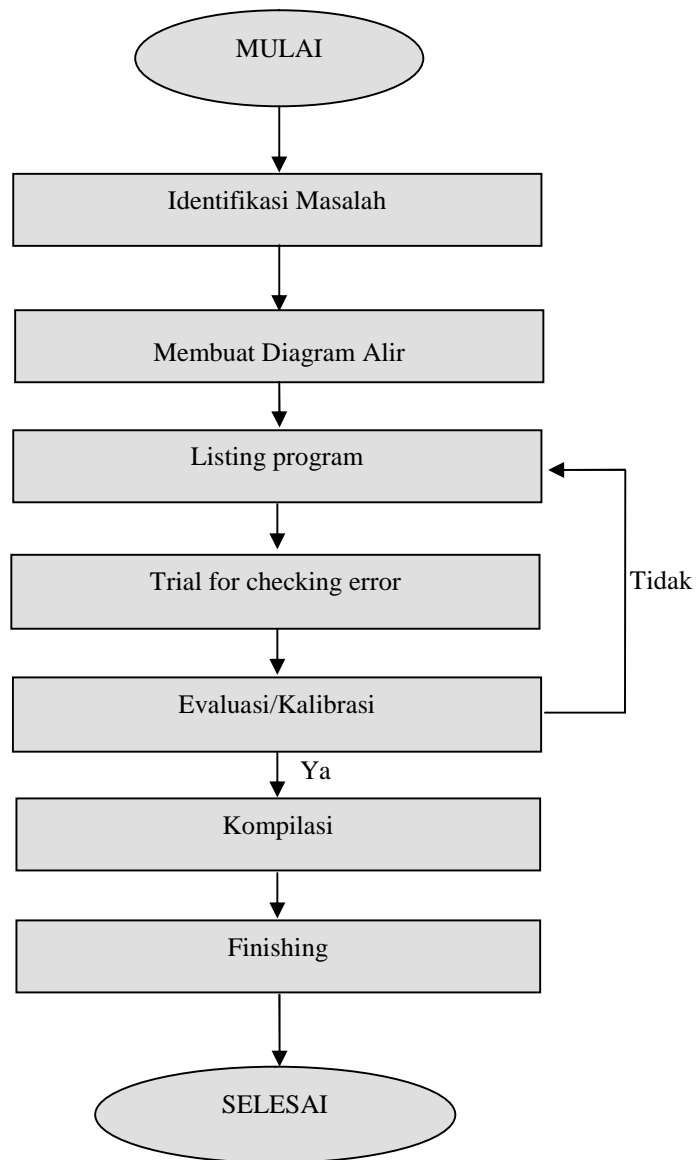 MULAI
Identifikasi Masalah
Membuat Diagram Alir
Listing program
Trial for checking error
Tidak
Evaluasi/Kalibrasi
Ya
Kompilasi
Finishing
SELESAI